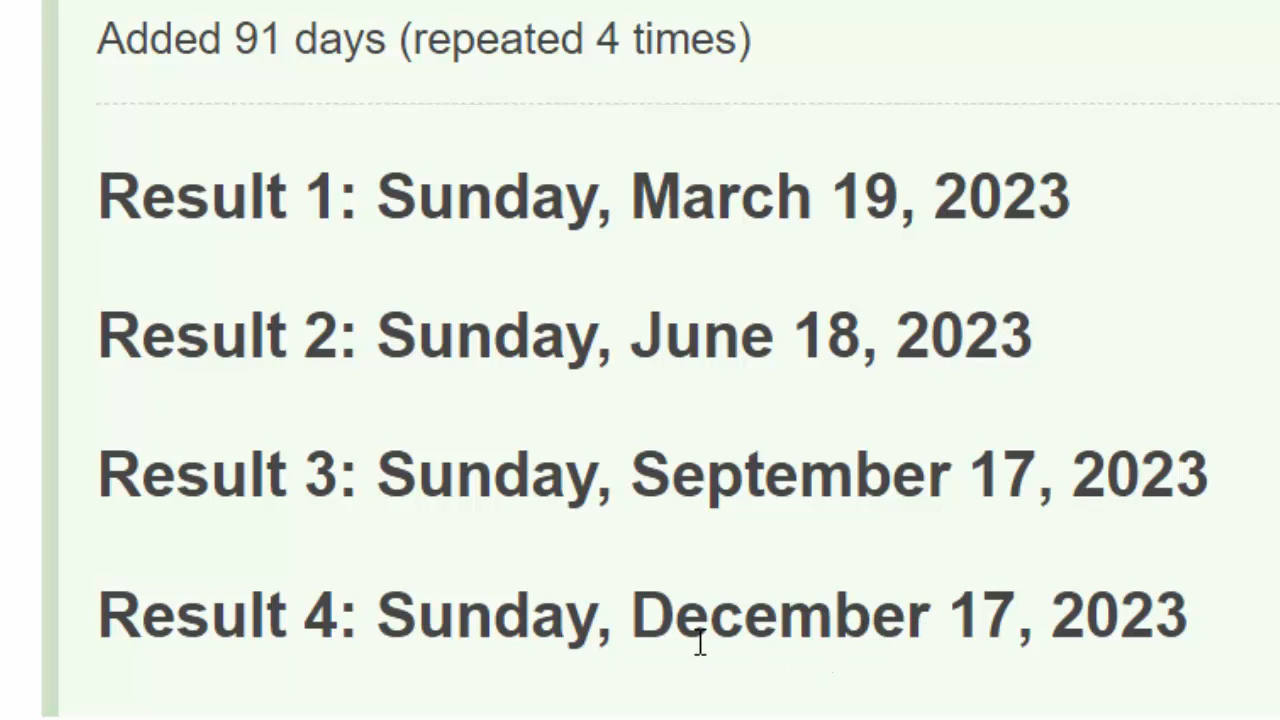 Added 91 days (repeated 4 times)
Result 1: Sunday, March 19, 2023
Result 2: Sunday, June 18, 2023
Result 3: Sunday, September 17, 2023
Result 4: Sunday, December 17, 2023